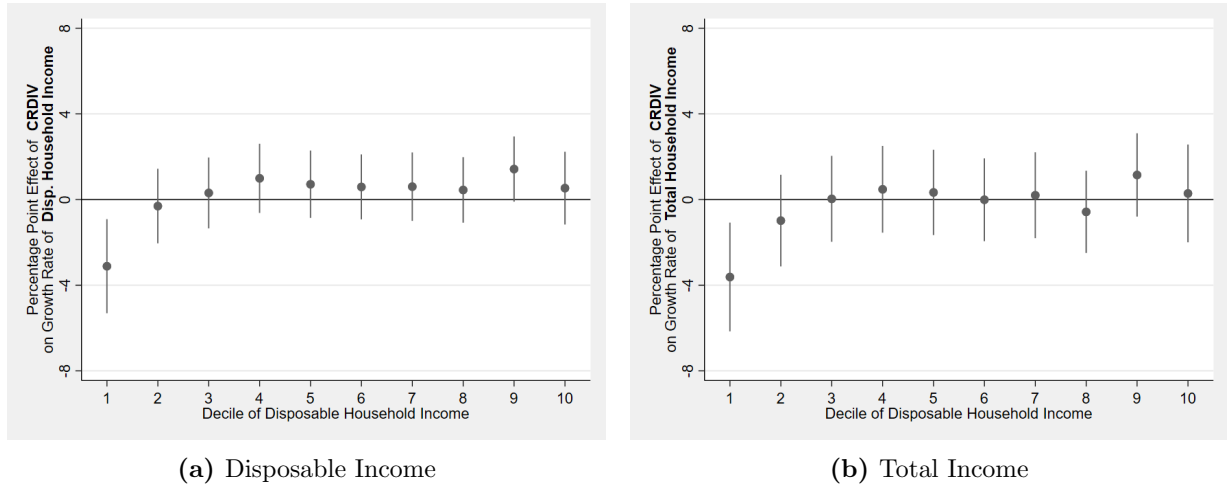 Percentage Point Effect of CRDIV
on Growth Rate of Disp. Household Income
8
4
0
-4
-8
1 2 3 4 5 6 7 8 9 10
Decile of Disposable Household Income
(a) Disposable Income
Percentage Point Effect of CRDIV
on Growth Rate of Total Household Income
8
4
0
-4
-8
1 2 3 4 5 6 7 8 9 10
Decile of Disposable Household Income
(b) Total Income